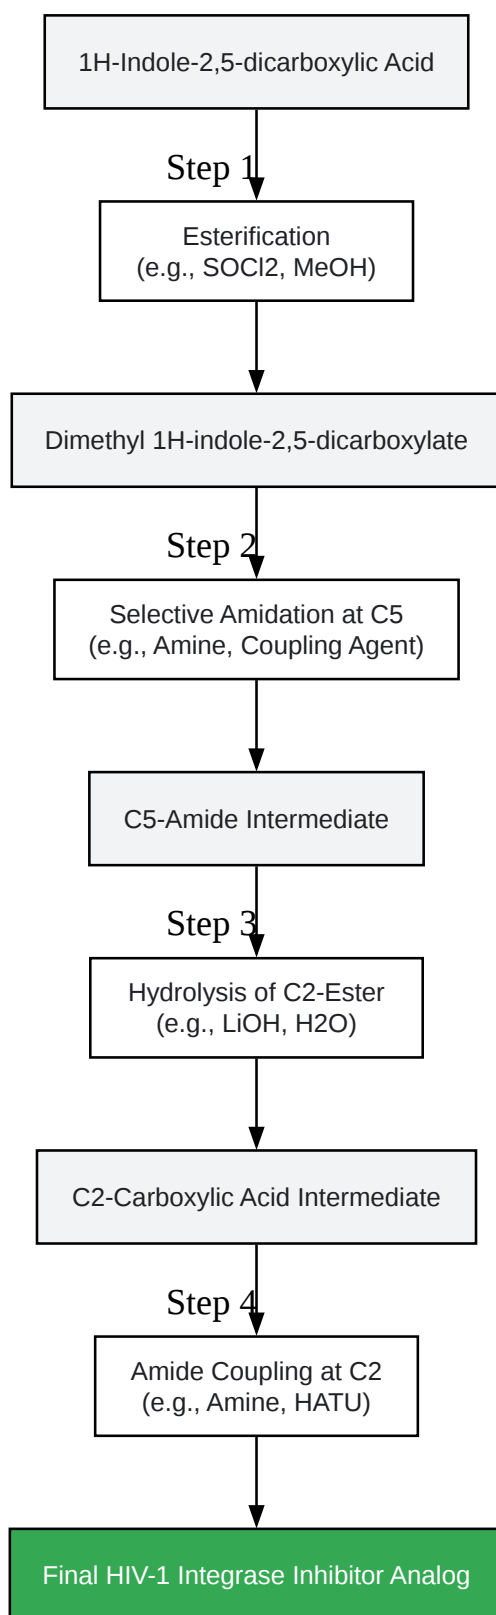 1H-Indole-2,5-dicarboxylic Acid
Step 1
Esterification
(e.g., SOCl2, MeOH)
Dimethyl 1H-indole-2,5-dicarboxylate
Step 2
Selective Amidation at C5
(e.g., Amine, Coupling Agent)
C5-Amide Intermediate
Step 3
Hydrolysis of C2-Ester
(e.g., LiOH, H2O)
C2-Carboxylic Acid Intermediate
Step 4
Amide Coupling at C2
(e.g., Amine, HATU)
Final HIV-1 Integrase Inhibitor Analog